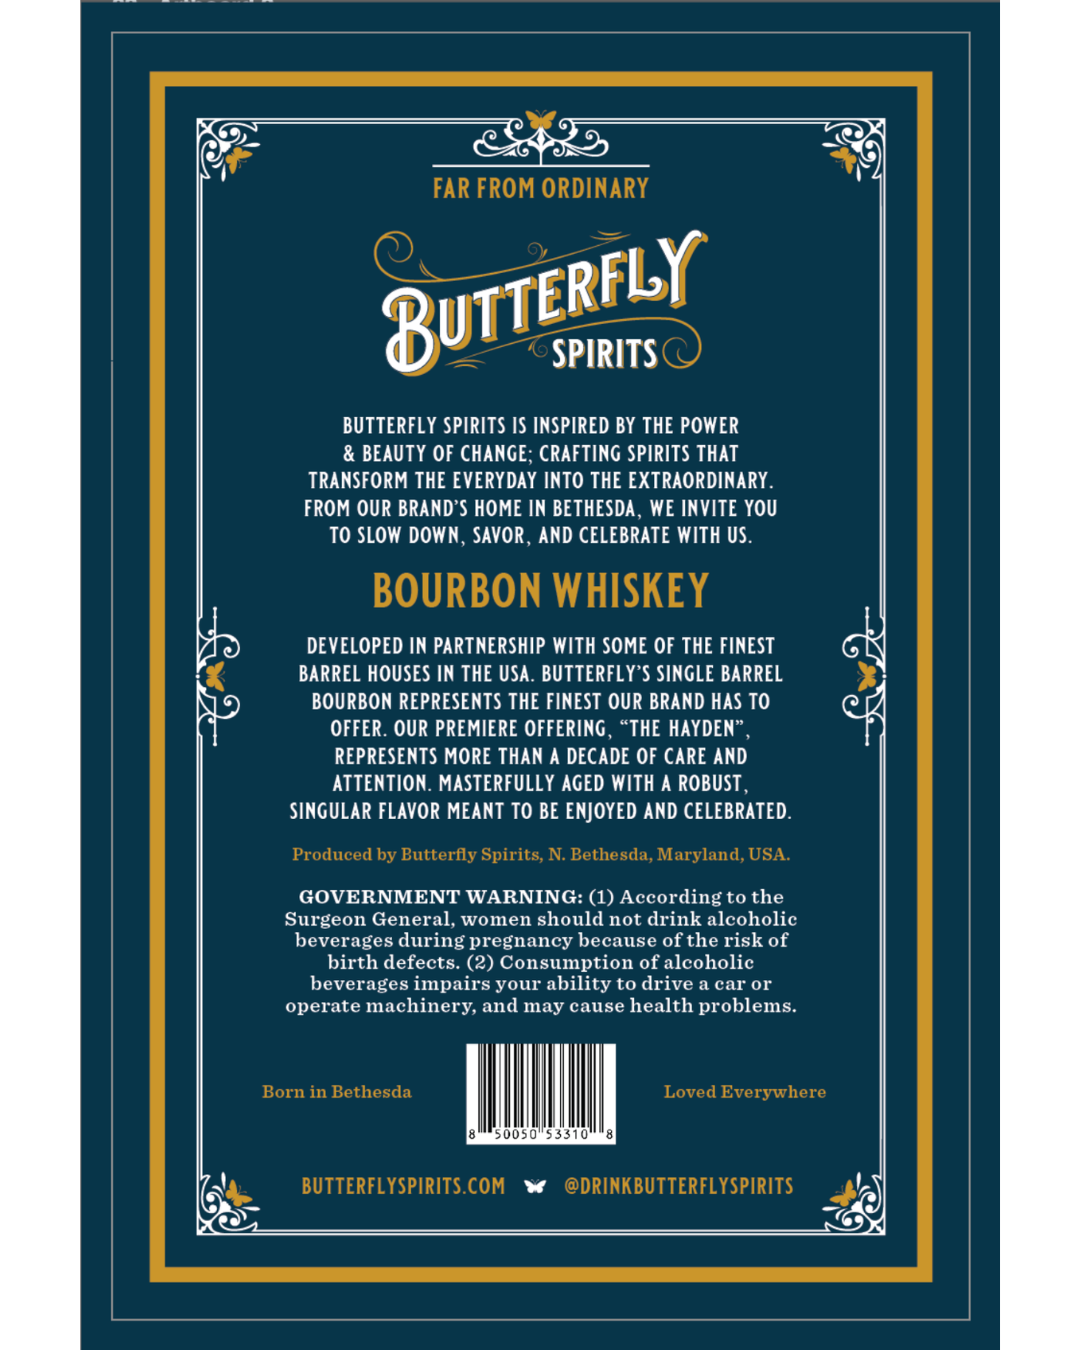 FAR FROM ORDINARY
BUTTERFLY
SPIRITS
BUTTERFLY SPIRITS IS INSPIRED BY THE POWER
& BEAUTY OF CHANGE; CRAFTING SPIRITS THAT
TRANSFORM THE EVERYDAY INTO THE EXTRAORDINARY.
FROM OUR BRAND'S HOME IN BETHESDA, WE INVITE YOU
TO SLOW DOWN, SAVOR, AND CELEBRATE WITH US.
BOURBON WHISKEY
DEVELOPED IN PARTNERSHIP WITH SOME OF THE FINEST
BARREL HOUSES IN THE USA. BUTTERFLY'S SINGLE BARREL
BOURBON REPRESENTS THE FINEST OUR BRAND HAS TO
OFFER. OUR PREMIERE OFFERING, “THE HAYDEN”,
REPRESENTS MORE THAN A DECADE OF CARE AND
ATTENTION. MASTERFULLY AGED WITH A ROBUST,
SINGULAR FLAVOR MEANT TO BE ENJOYED AND CELEBRATED.
Produced by Butterfly Spirits, N. Bethesda, Maryland, USA.
GOVERNMENT WARNING: (1) According to the
Surgeon General, women should not drink alcoholic
beverages during pregnancy because of the risk of
birth defects. (2) Consumption of alcoholic
beverages impairs your ability to drive a car or
operate machinery, and may cause health problems.
Born in Bethesda
8 50050 53310 8
Loved Everywhere
BUTTERFLYSPIRITS.COM
@DRINKBUTTERFLYSPIRITS